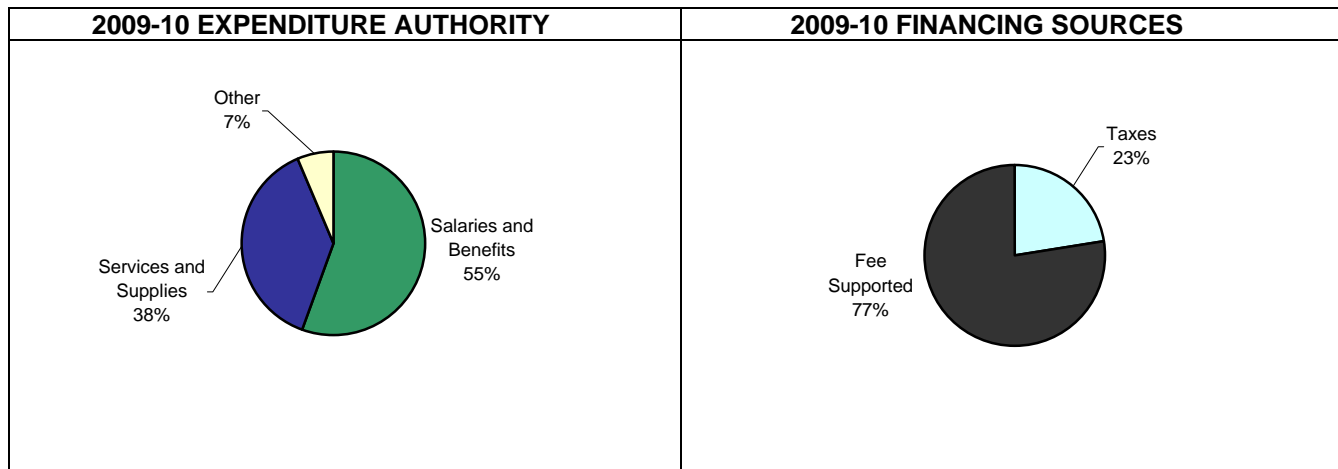 2009-10 EXPENDITURE AUTHORITY
Other
7%
Salaries and
Benefits
55%
Services and
Supplies
38%
2009-10 FINANCING SOURCES
Taxes
23%
Fee
Supported
77%